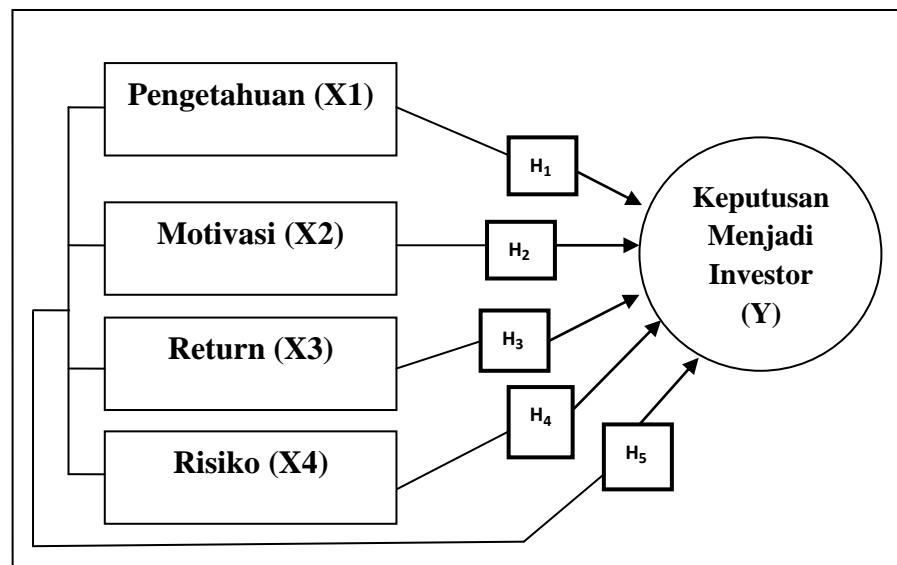 Pengetahuan (X1)
H₁
Motivasi (X2)
H₂
Return (X3)
H₃
Risiko (X4)
H₄
H₅
Keputusan
Menjadi
Investor
(Y)